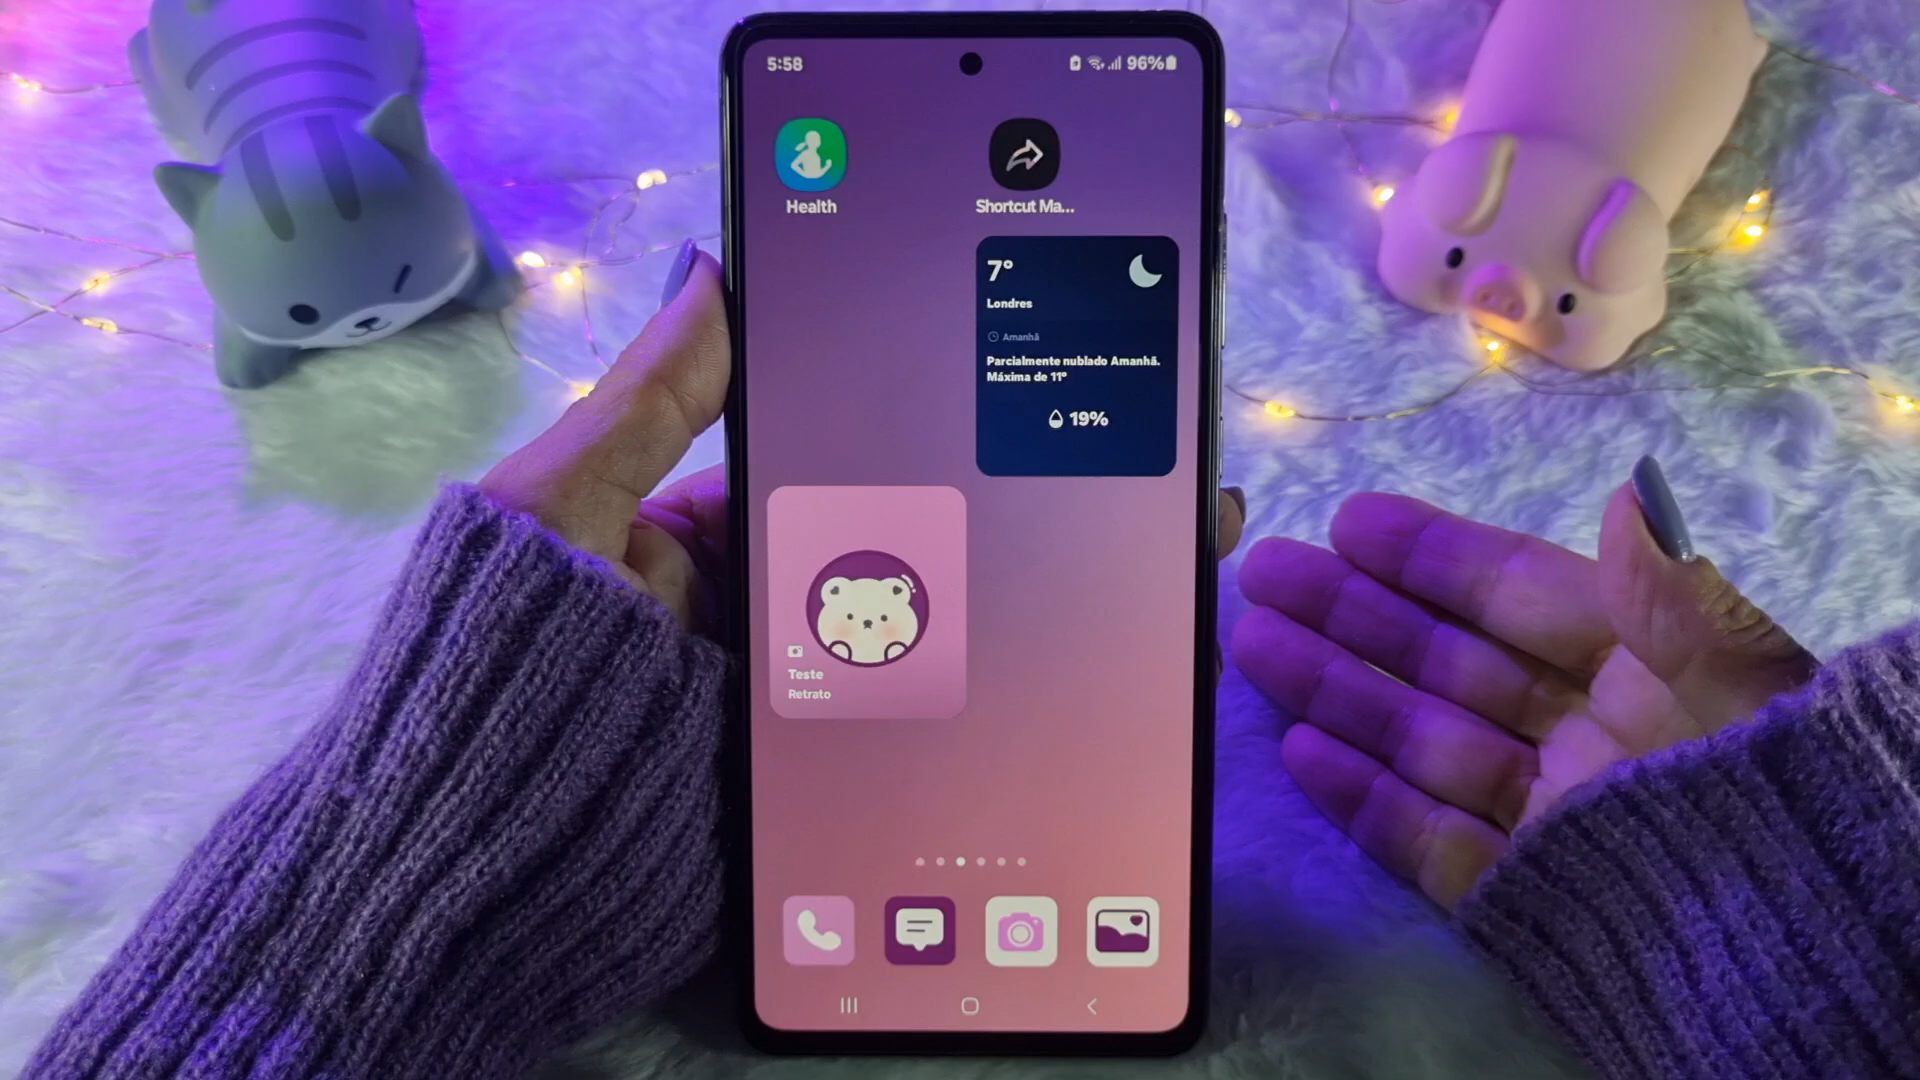 5:58
96%
Health
Shortcut Ma...
7°
Londres
Amanhã
Parcialmente nublado Amanhã.
Máxima de 11°
19%
Teste
Retrato